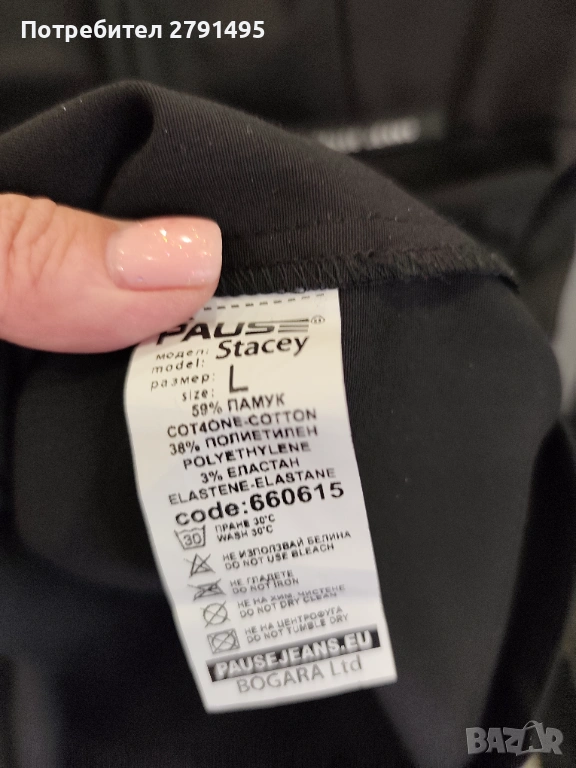 Потребител 2791495
PAUSE®
модел:
model: Stacey
размер:
size: L
59% ПАМУК
COT4ONE-COTTON
38% ПОЛИЕТИЛЕН
POLYETHYLENE
3% ЕЛАСТАН
ELASTENE-ELASTANE
code:660615
30 ПРАНЕ 30°C
WASH 30°C
НЕ ИЗПОЛЗВАЙ БЕЛИНА
DO NOT USE BLEACH
НЕ ГЛАДЕТЕ
DO NOT IRON
НЕ НА ХИМ. ЧИСТЕНЕ
DO NOT DRY CLEAN
НЕ НА ЦЕНТРОФУГА
DO NOT TUMBLE DRY
PAUSEJEANS.EU
BOGARA Ltd
BAZAR